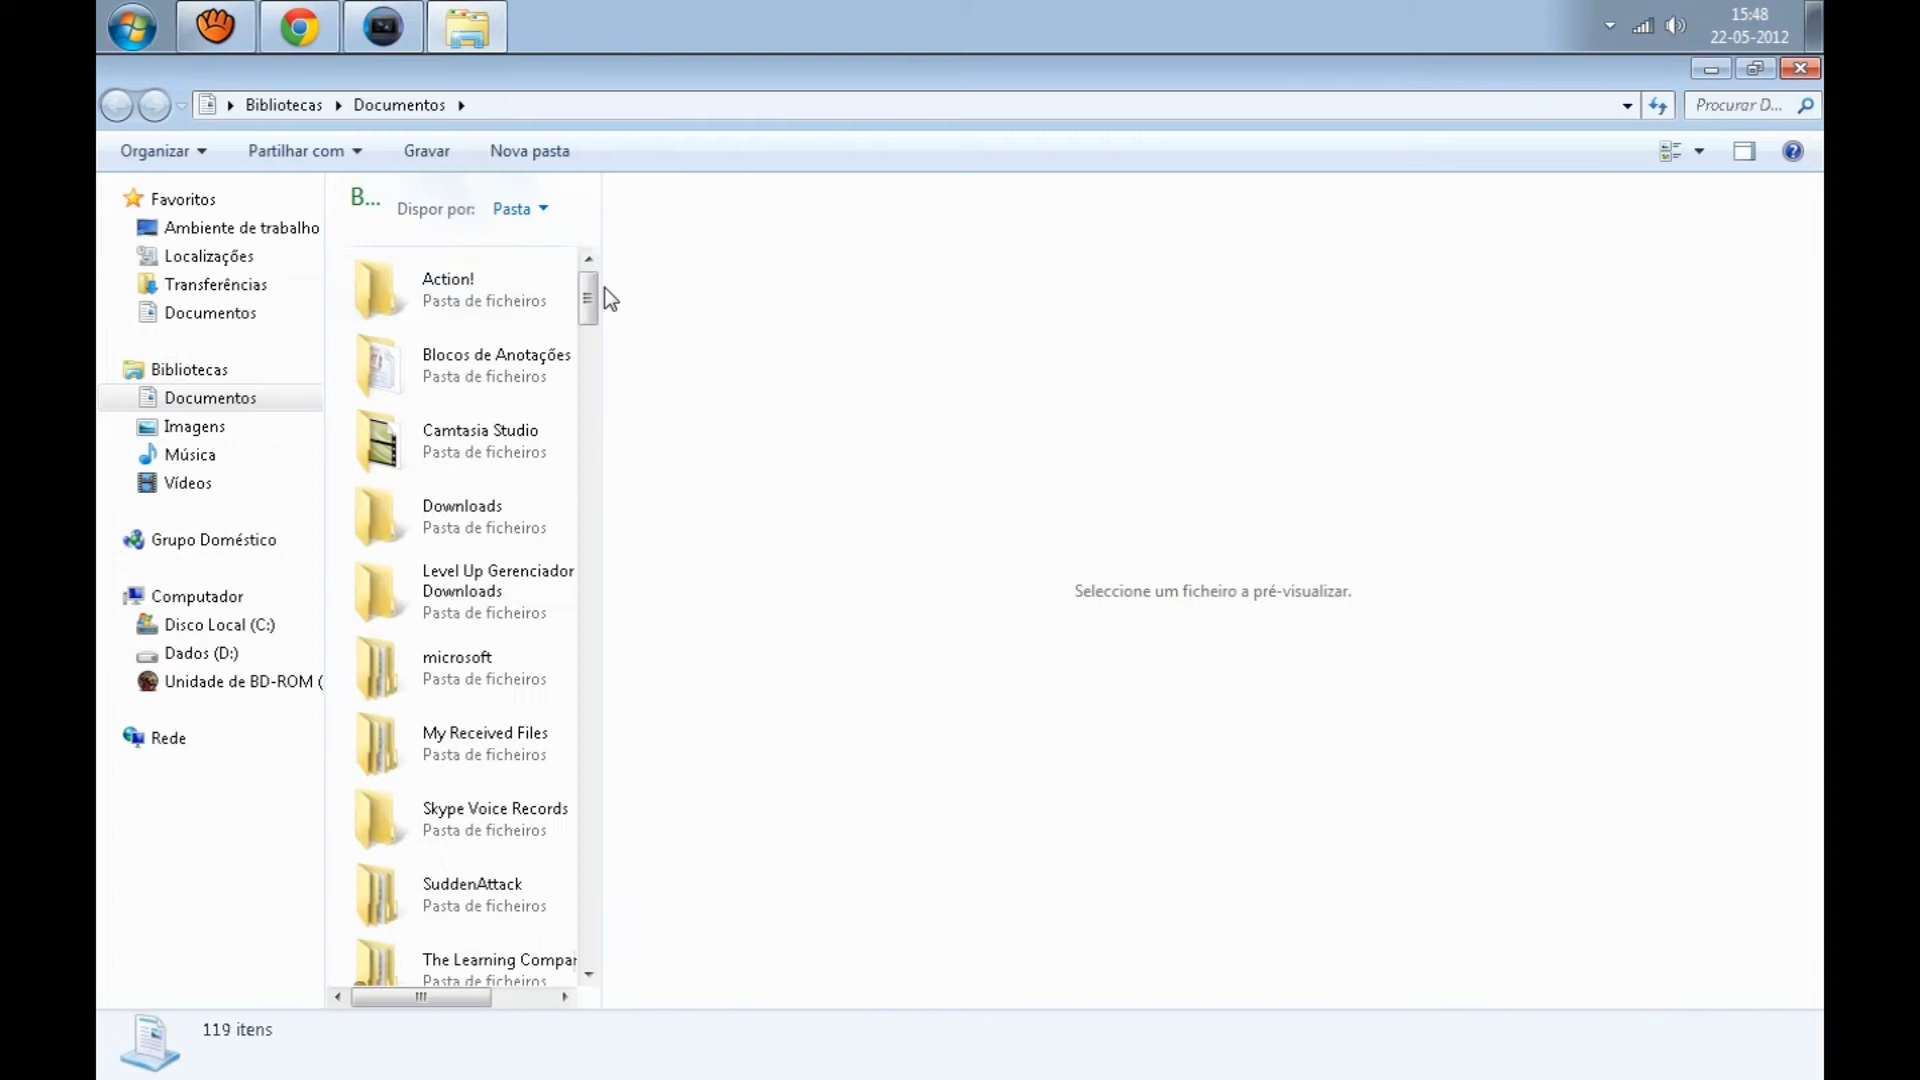 15:48
22-05-2012
Bibliotecas
Documentos
Procurar D...
Organizar
Partilhar com
Gravar
Nova pasta
Favoritos
Ambiente de trabalho
Localizações
Transferências
Documentos
Bibliotecas
Documentos
Imagens
Música
Vídeos
Grupo Doméstico
Computador
Disco Local (C:)
Dados (D:)
Unidade de BD-ROM (
Rede
B...
Dispor por:
Pasta
Action!
Pasta de ficheiros
Blocos de Anotações
Pasta de ficheiros
Camtasia Studio
Pasta de ficheiros
Downloads
Pasta de ficheiros
Level Up Gerenciador
Downloads
Pasta de ficheiros
microsoft
Pasta de ficheiros
My Received Files
Pasta de ficheiros
Skype Voice Records
Pasta de ficheiros
SuddenAttack
Pasta de ficheiros
The Learning Compar
Pasta de ficheiros
Seleccione um ficheiro a pré-visualizar.
119 itens